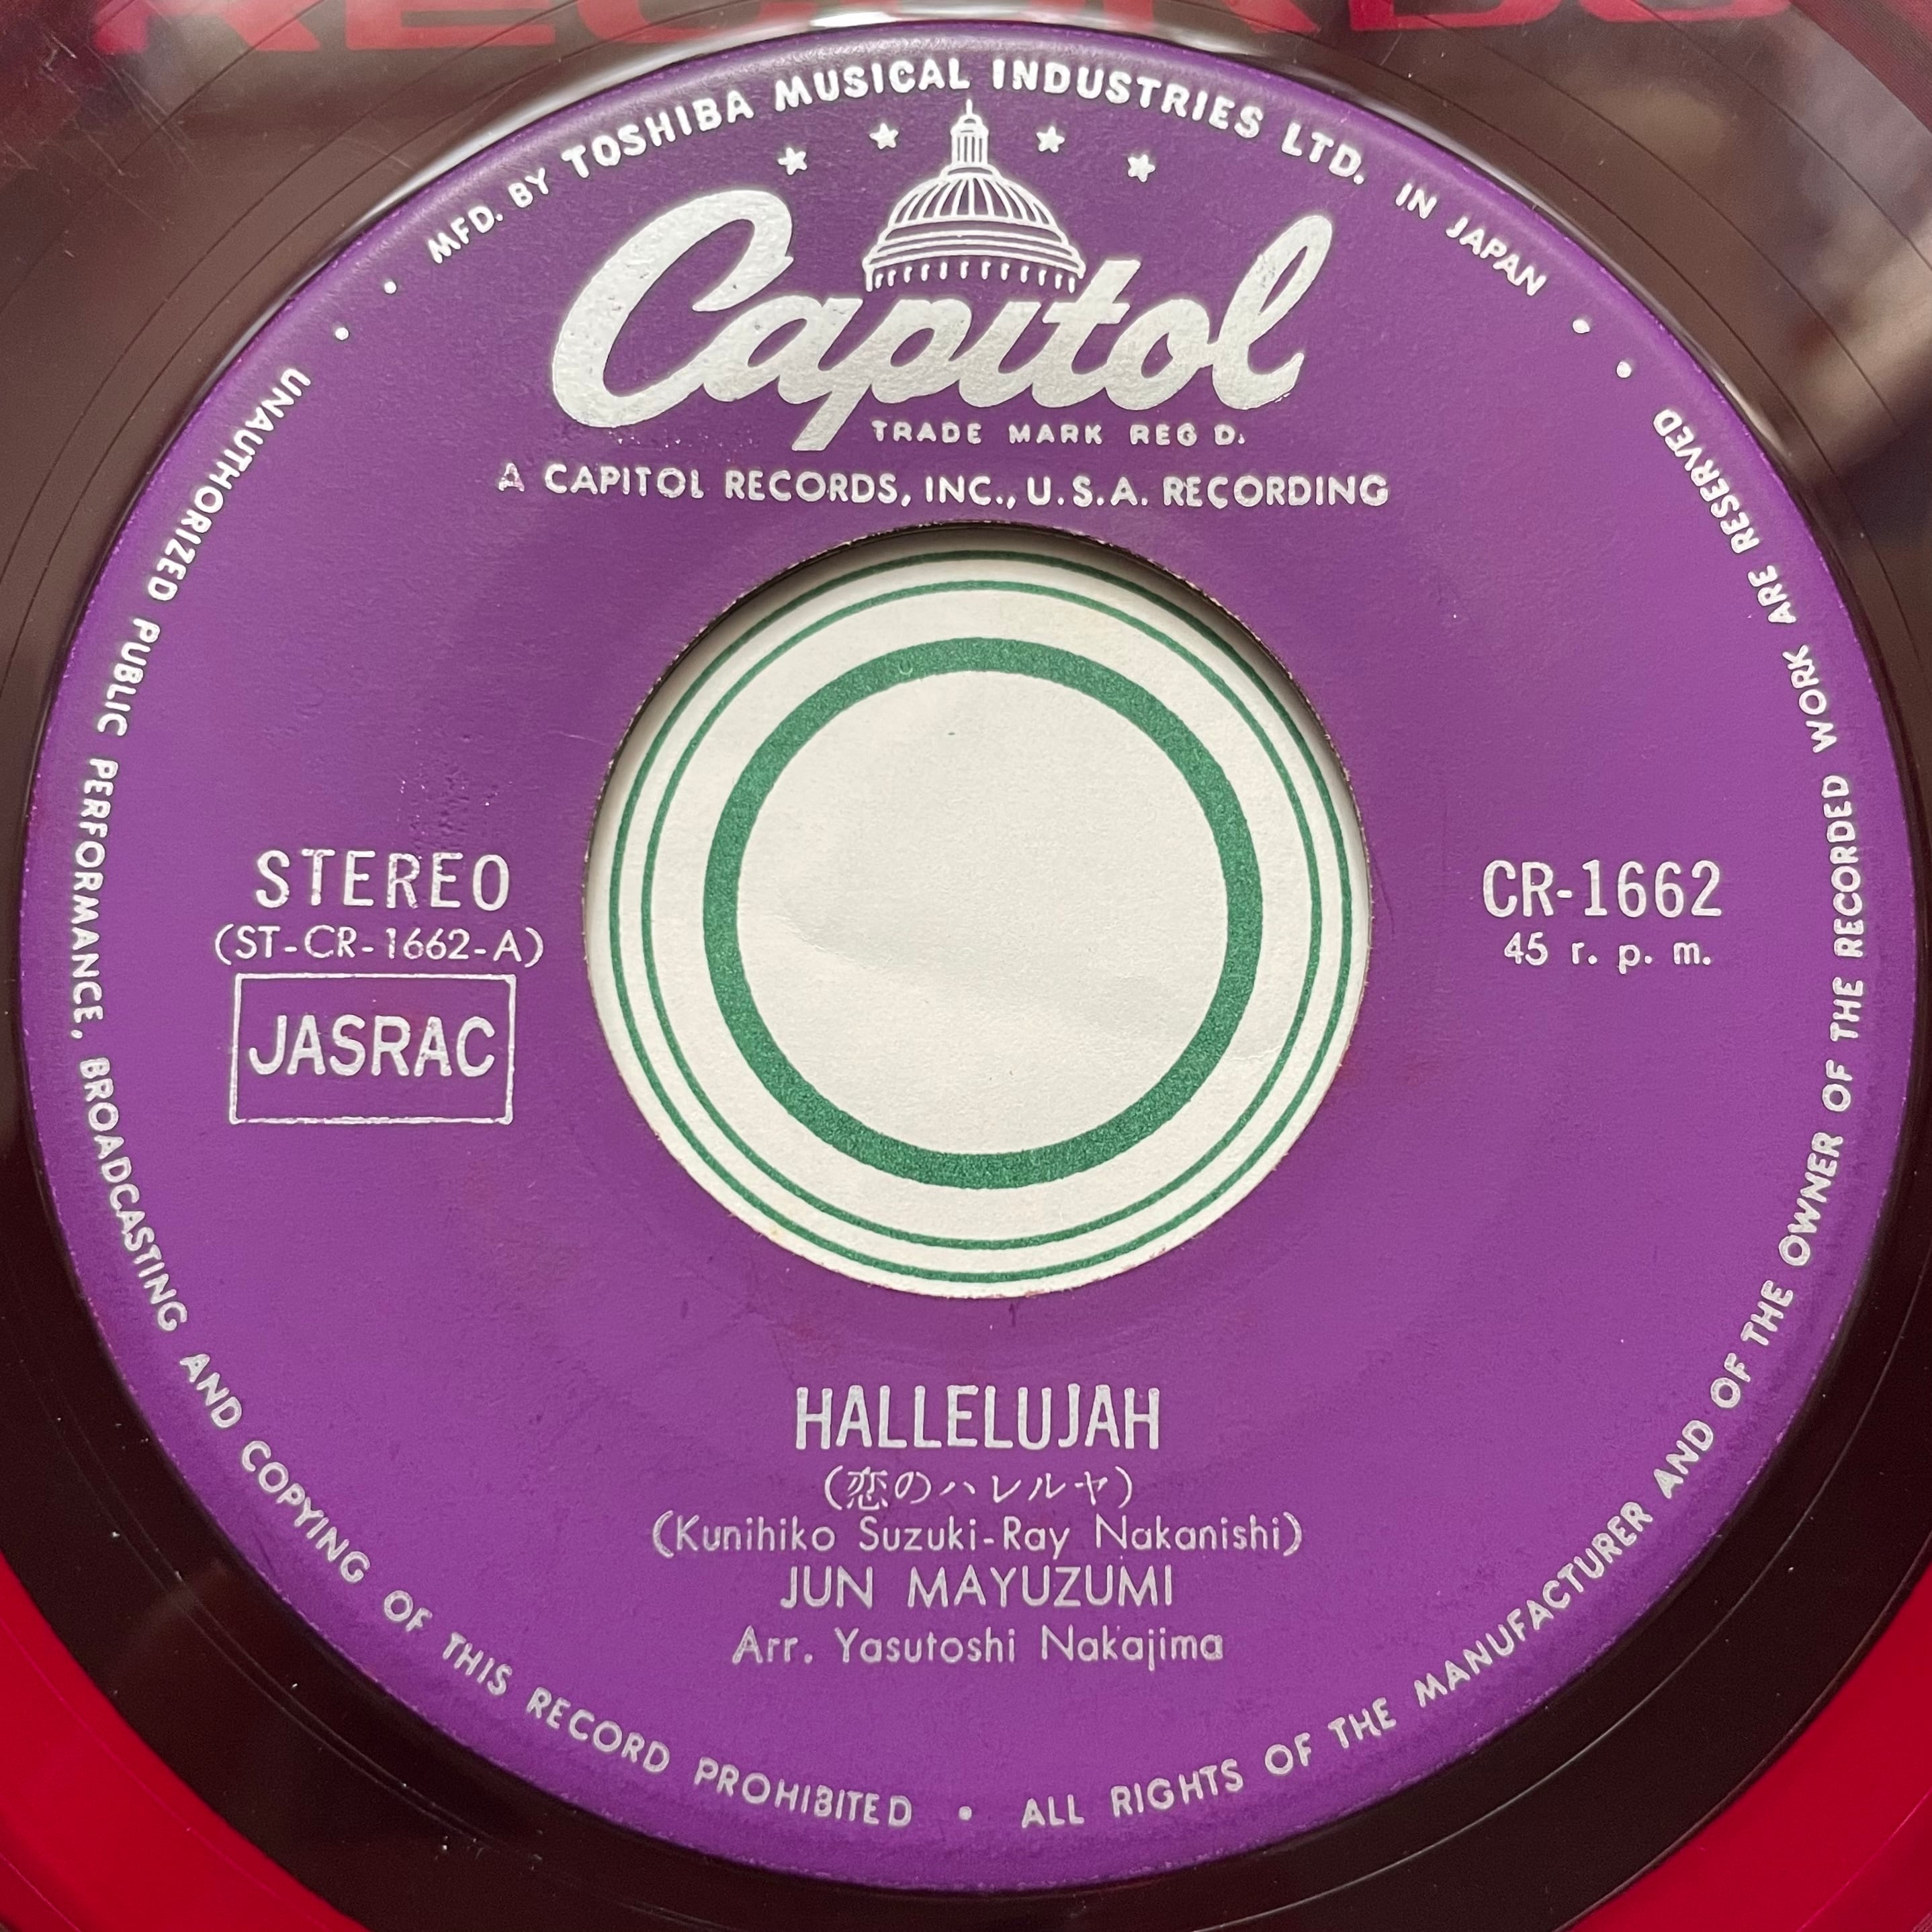 MFD. BY TOSHIBA MUSICAL INDUSTRIES LTD. IN JAPAN
Capitol
TRADE MARK REG D.
A CAPITOL RECORDS, INC., U.S.A. RECORDING
STEREO
(ST-CR-1662-A)
JASRAC
CR-1662
45 r. p. m.
HALLELUJAH
(恋のハレルヤ)
(Kunihiko Suzuki-Ray Nakanishi)
JUN MAYUZUMI
Arr. Yasutoshi Nakajima
UNAUTHORIZED PUBLIC PERFORMANCE, BROADCASTING AND COPYING OF THIS RECORD PROHIBITED • ALL RIGHTS OF THE MANUFACTURER AND OF THE OWNER OF THE RECORDED WORK ARE RESERVED